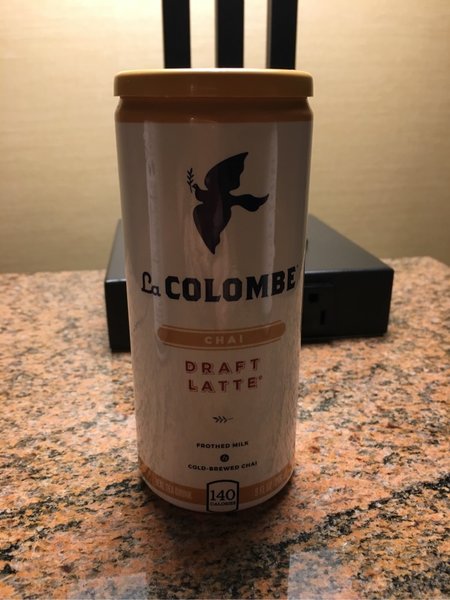 La COLOMBE
CHAI
DRAFT
LATTE®
FROTHED MILK
&
COLD-BREWED CHAI
140
CALORIES